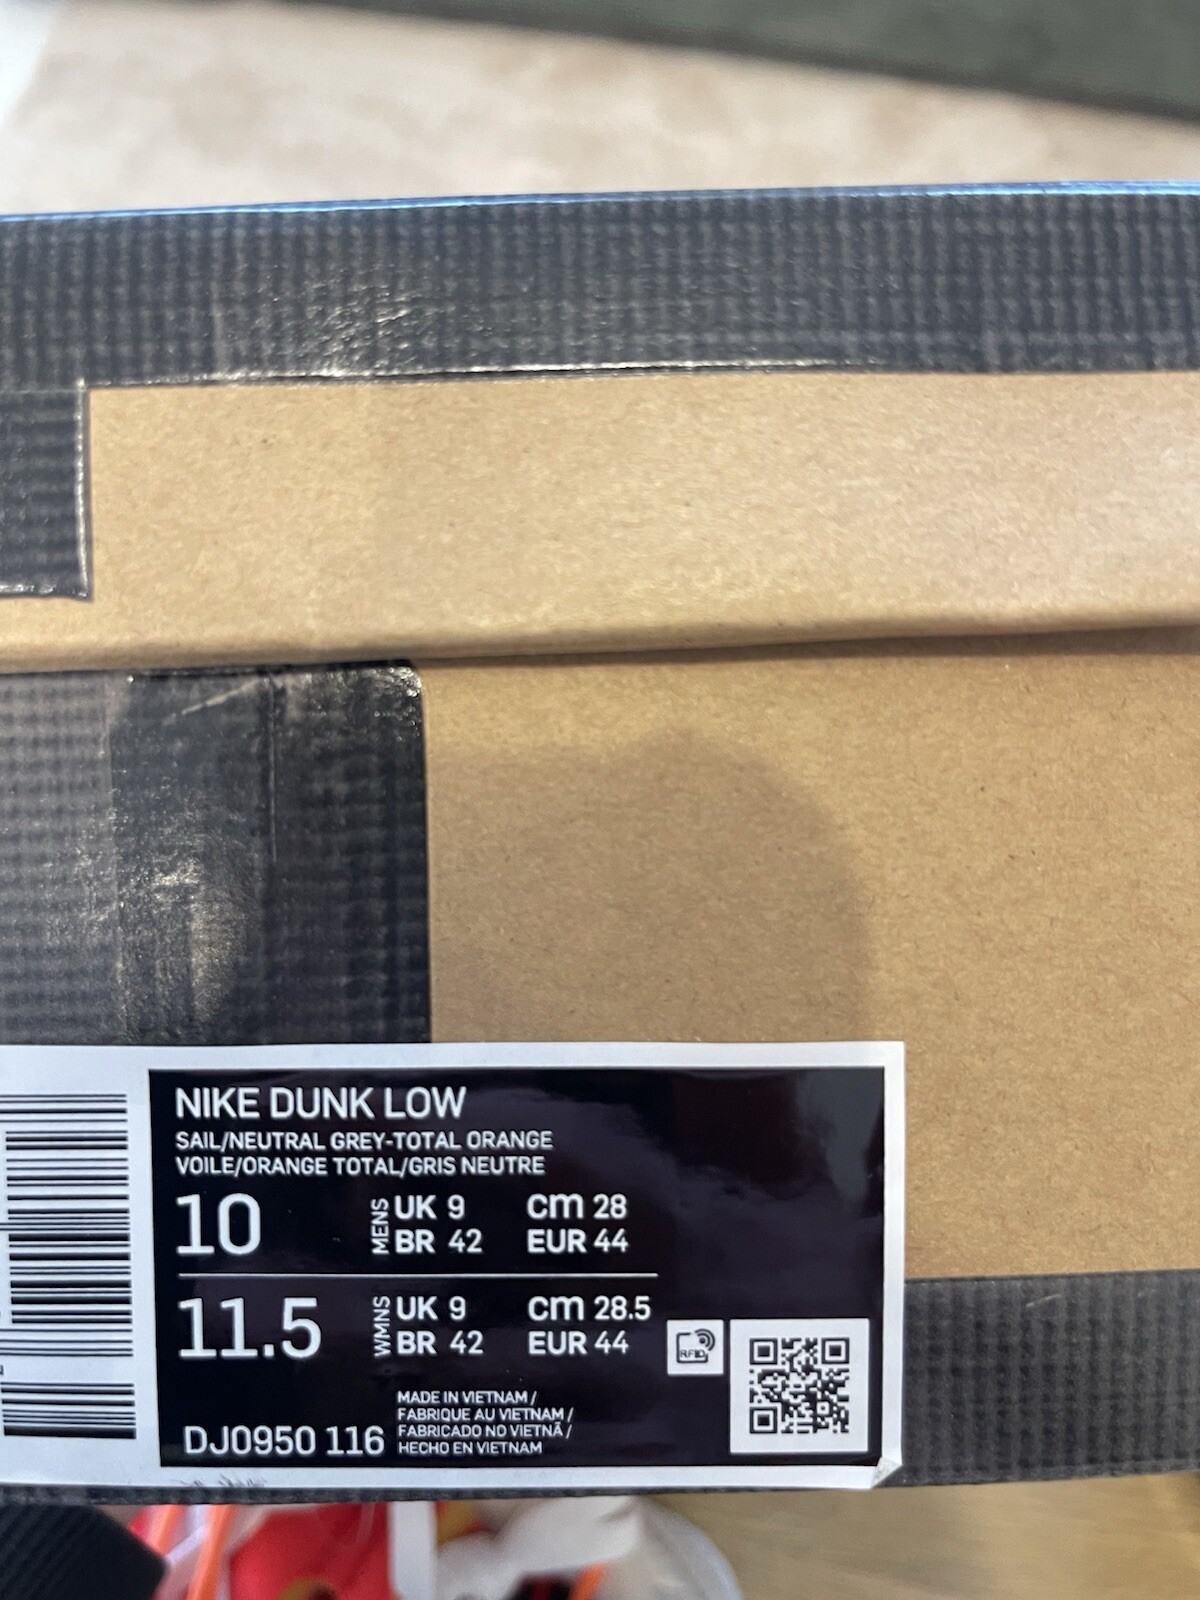 NIKE DUNK LOW
SAIL/NEUTRAL GREY-TOTAL ORANGE
VOILE/ORANGE TOTAL/GRIS NEUTRE
10 MENS UK 9 cm 28
BR 42 EUR 44
11.5 WMNS UK 9 cm 28.5
BR 42 EUR 44
RFID
MADE IN VIETNAM /
FABRIQUE AU VIETNAM /
FABRICADO NO VIETNÃ /
HECHO EN VIETNAM
DJ0950 116